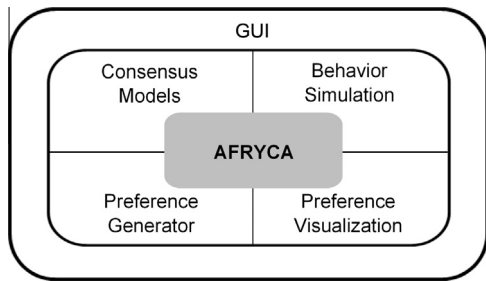 GUI
Consensus
Models
Behavior
Simulation
AFRYCA
Preference
Generator
Preference
Visualization